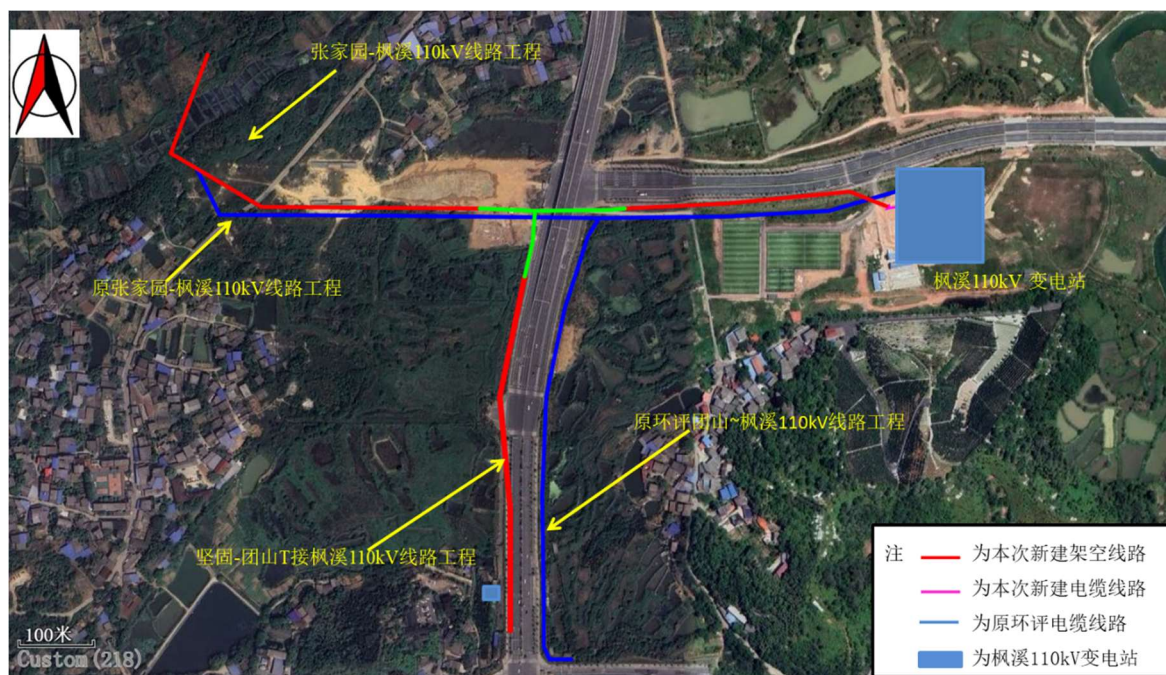 张家园-枫溪110kV线路工程
原张家园-枫溪110kV线路工程
枫溪110kV 变电站
原环评团山~枫溪110kV线路工程
坚固-团山T接枫溪110kV线路工程
注
为本次新建架空线路
为本次新建电缆线路
为原环评电缆线路
为枫溪110kV变电站
100米
Custom(218)